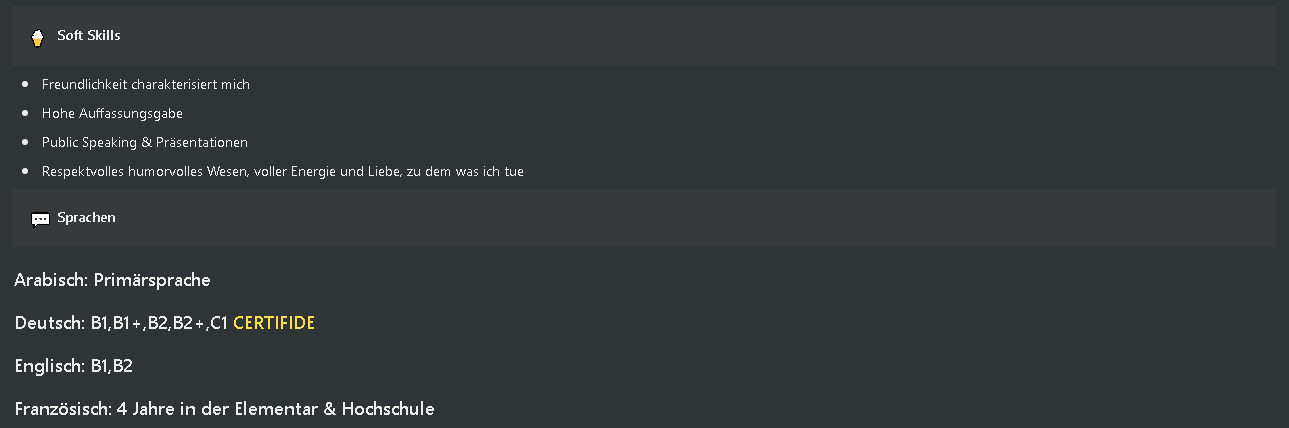 Soft Skills
Freundlichkeit charakterisiert mich
Hohe Auffassungsgabe
Public Speaking & Präsentationen
Respektvolles humorvolles Wesen, voller Energie und Liebe, zu dem was ich tue
Sprachen
Arabisch: Primärsprache
Deutsch: B1,B1+,B2,B2+,C1 CERTIFIDE
Englisch: B1,B2
Französisch: 4 Jahre in der Elementar & Hochschule